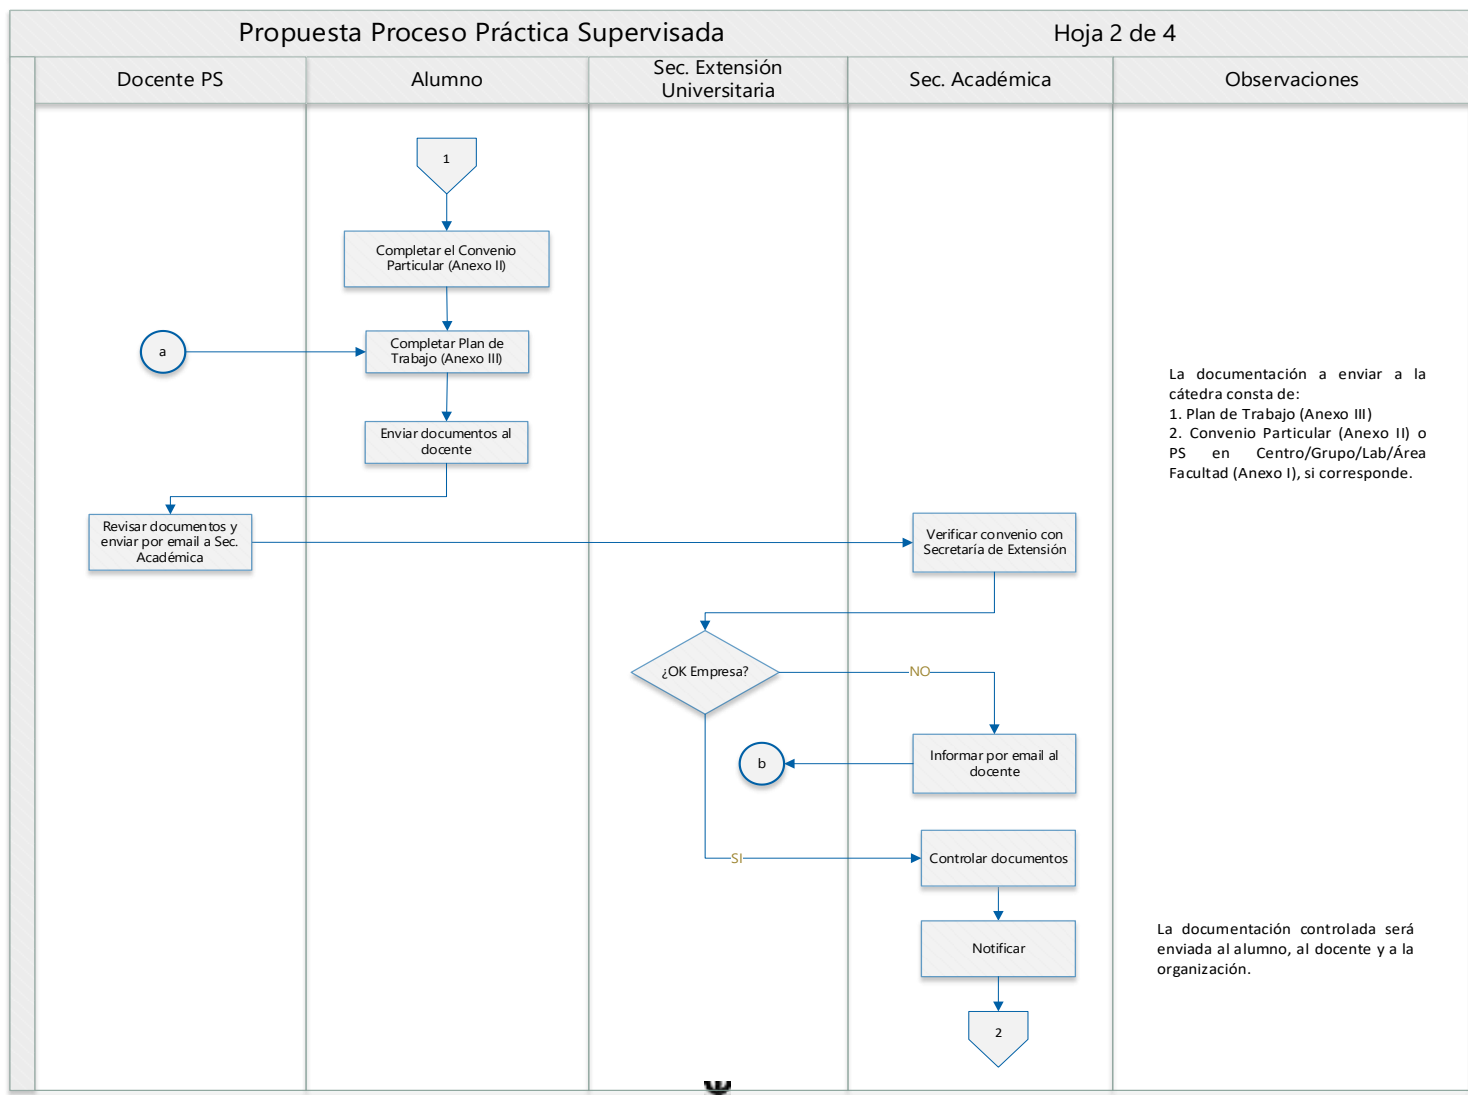 Propuesta Proceso Práctica Supervisada
Hoja 2 de 4
Docente PS
Alumno
Sec. Extensión
Universitaria
Sec. Académica
Observaciones
1
Completar el Convenio
Particular (Anexo II)
a
Completar Plan de
Trabajo (Anexo III)
La documentación a enviar a la
cátedra consta de:
1. Plan de Trabajo (Anexo III)
2. Convenio Particular (Anexo II) o
PS en Centro/Grupo/Lab/Área
Facultad (Anexo I), si corresponde.
Enviar documentos al
docente
Revisar documentos y
enviar por email a Sec.
Académica
Verificar convenio con
Secretaría de Extensión
¿OK Empresa?
NO
b
Informar por email al
docente
SI
Controlar documentos
Notificar
La documentación controlada será
enviada al alumno, al docente y a la
organización.
2